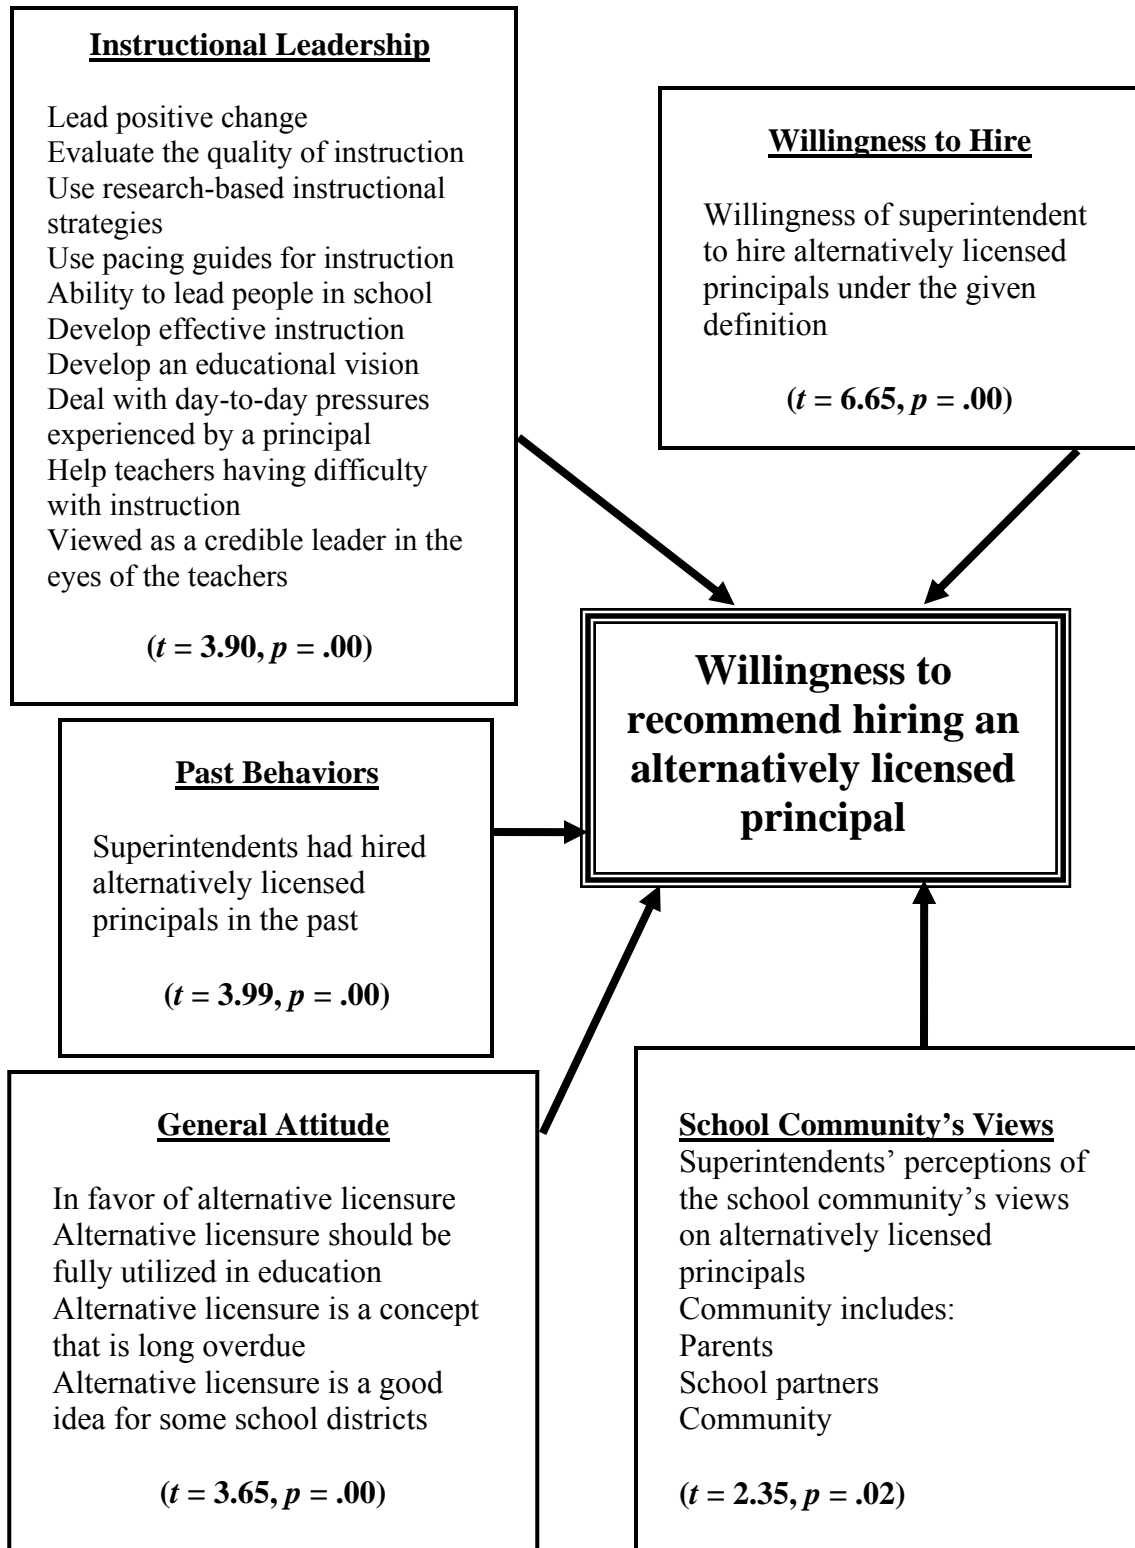 Instructional Leadership
Lead positive change
Evaluate the quality of instruction
Use research-based instructional
strategies
Use pacing guides for instruction
Ability to lead people in school
Develop effective instruction
Develop an educational vision
Deal with day-to-day pressures
experienced by a principal
Help teachers having difficulty
with instruction
Viewed as a credible leader in the
eyes of the teachers
(t = 3.90, p = .00)
Willingness to Hire
Willingness of superintendent
to hire alternatively licensed
principals under the given
definition
(t = 6.65, p = .00)
Willingness to
recommend hiring an
alternatively licensed
principal
Past Behaviors
Superintendents had hired
alternatively licensed
principals in the past
(t = 3.99, p = .00)
General Attitude
In favor of alternative licensure
Alternative licensure should be
fully utilized in education
Alternative licensure is a concept
that is long overdue
Alternative licensure is a good
idea for some school districts
(t = 3.65, p = .00)
School Community’s Views
Superintendents’ perceptions of
the school community’s views
on alternatively licensed
principals
Community includes:
Parents
School partners
Community
(t = 2.35, p = .02)